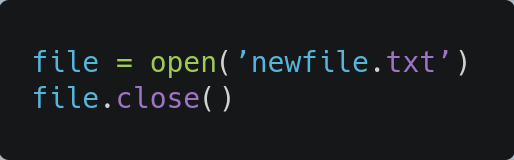 file = open(’newfile.txt’)
file.close()